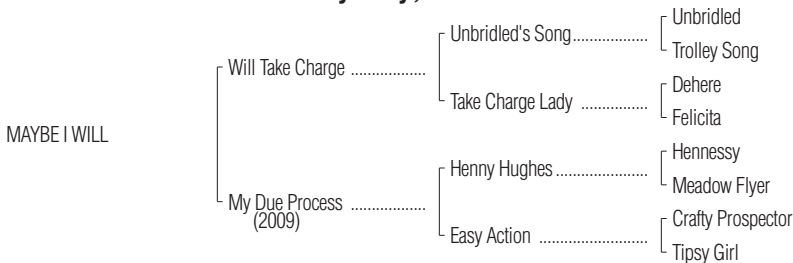 Unbridled
Unbridled's Song.................
Trolley Song
Will Take Charge ..................
Dehere
Take Charge Lady ...............
Felicita
MAYBE I WILL
Hennessy
Henny Hughes.....................
Meadow Flyer
My Due Process ..................
(2009)
Crafty Prospector
Easy Action .........................
Tipsy Girl